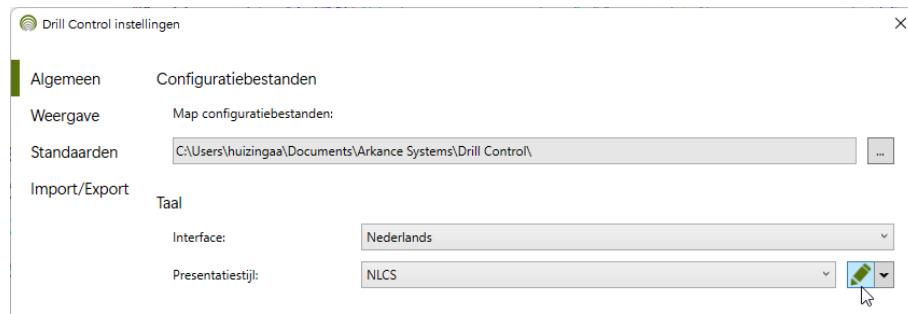 Drill Control instellingen
Algemeen
Configuratiebestanden
Weergave
Map configuratiebestanden:
Standaarden
C:\Users\huizingaa\Documents\Arkance Systems\Drill Control\
...
Import/Export
Taal
Interface:
Nederlands
Presentatiestijl:
NLCS